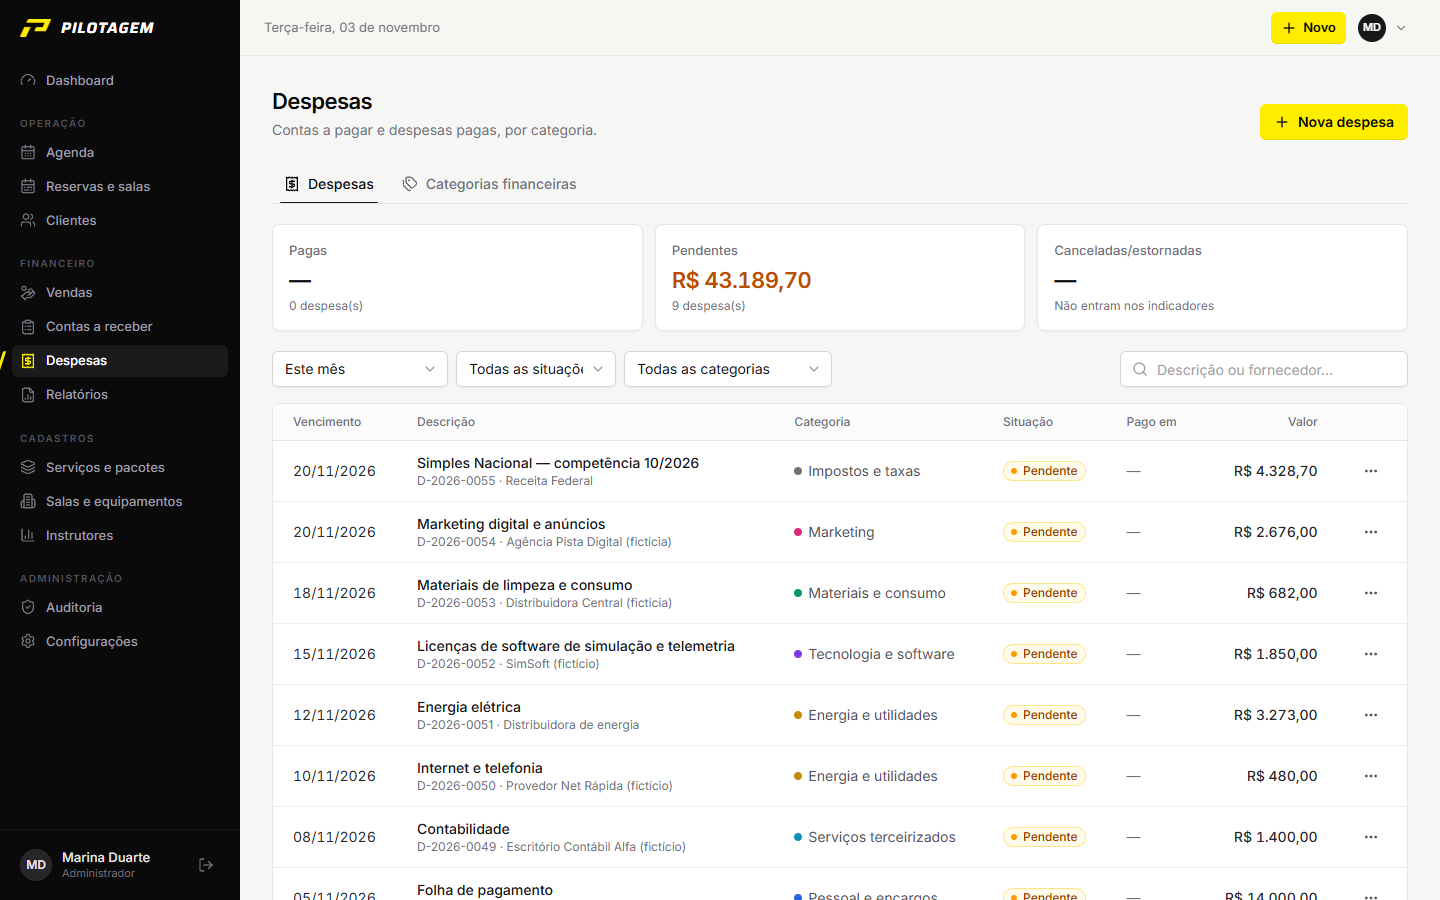 PILOTAGEM
Terça-feira, 03 de novembro
Novo
MD
Dashboard
OPERAÇÃO
Agenda
Reservas e salas
Clientes
FINANCEIRO
Vendas
Contas a receber
Despesas
Relatórios
CADASTROS
Serviços e pacotes
Salas e equipamentos
Instrutores
ADMINISTRAÇÃO
Auditoria
Configurações
MD
Marina Duarte
Administrador
Despesas
Contas a pagar e despesas pagas, por categoria.
Nova despesa
Despesas
Categorias financeiras
Pagas
—
0 despesa(s)
Pendentes
R$ 43.189,70
9 despesa(s)
Canceladas/estornadas
—
Não entram nos indicadores
Este mês
Todas as situaçõe
Todas as categorias
Descrição ou fornecedor...
Vencimento Descrição Categoria Situação Pago em Valor
20/11/2026 Simples Nacional — competência 10/2026 Impostos e taxas Pendente — R$ 4.328,70
D-2026-0055 · Receita Federal
20/11/2026 Marketing digital e anúncios Marketing Pendente — R$ 2.676,00
D-2026-0054 · Agência Pista Digital (fictícia)
18/11/2026 Materiais de limpeza e consumo Materiais e consumo Pendente — R$ 682,00
D-2026-0053 · Distribuidora Central (fictícia)
15/11/2026 Licenças de software de simulação e telemetria Tecnologia e software Pendente — R$ 1.850,00
D-2026-0052 · SimSoft (fictício)
12/11/2026 Energia elétrica Energia e utilidades Pendente — R$ 3.273,00
D-2026-0051 · Distribuidora de energia
10/11/2026 Internet e telefonia Energia e utilidades Pendente — R$ 480,00
D-2026-0050 · Provedor Net Rápida (fictício)
08/11/2026 Contabilidade Serviços terceirizados Pendente — R$ 1.400,00
D-2026-0049 · Escritório Contábil Alfa (fictício)
05/11/2026 Folha de pagamento Pessoal e encargos Pendente — R$ 14.000,00